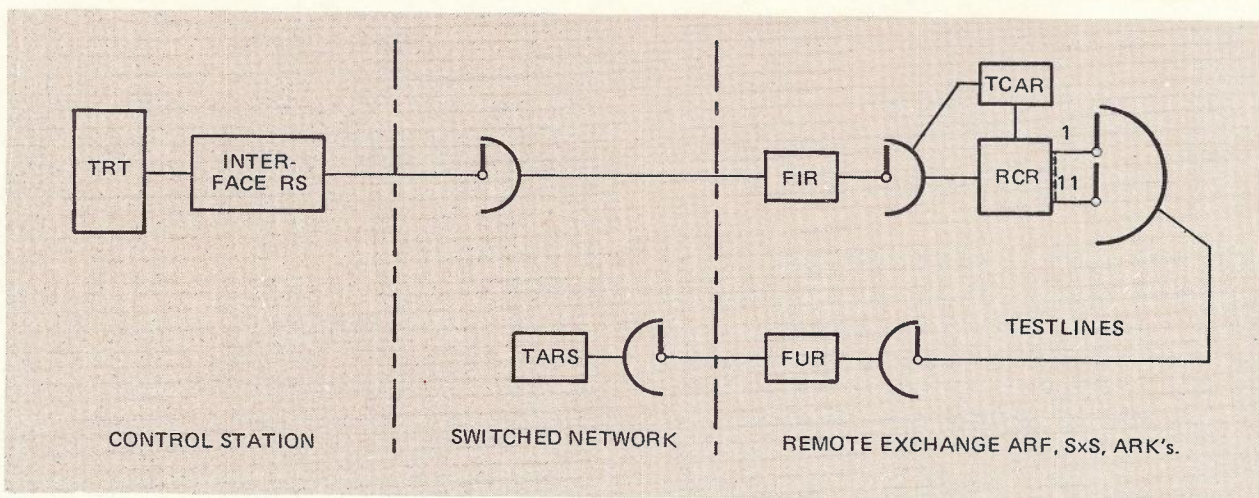 TRT
INTER-
FACE RS
FIR
TCAR
RCR
1
11
TARS
FUR
TESTLINES
CONTROL STATION
SWITCHED NETWORK
REMOTE EXCHANGE ARF, SxS, ARK's.